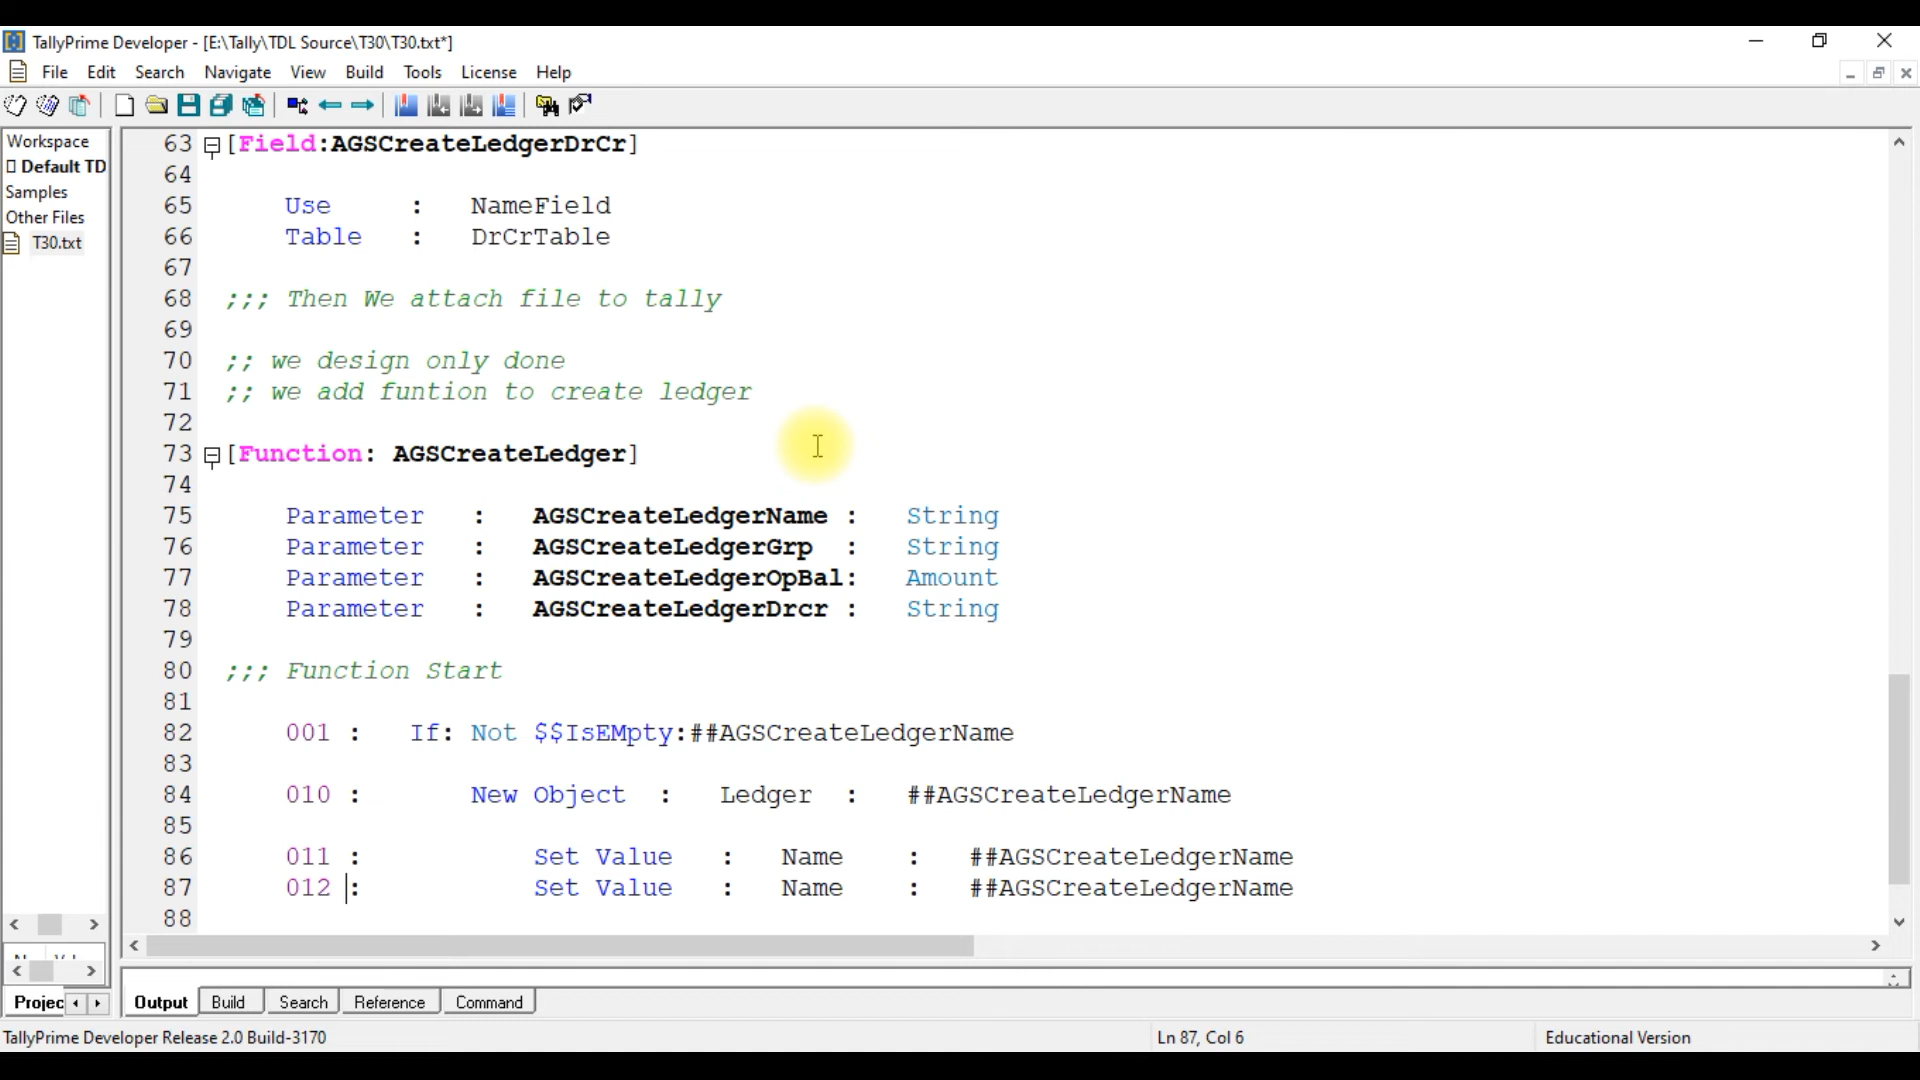 TallyPrime Developer - [E:\Tally\TDL Source\T30\T30.txt*]
File Edit Search Navigate View Build Tools License Help
Workspace
Default TD
Samples
Other Files
T30.txt
63 [Field:AGSCreateLedgerDrCr]
64
65 Use : NameField
66 Table : DrCrTable
67
68 ;;; Then We attach file to tally
69
70 ;; we design only done
71 ;; we add funtion to create ledger
72
73 [Function: AGSCreateLedger]
74
75 Parameter : AGSCreateLedgerName : String
76 Parameter : AGSCreateLedgerGrp : String
77 Parameter : AGSCreateLedgerOpBal: Amount
78 Parameter : AGSCreateLedgerDrcr : String
79
80 ;;; Function Start
81
82 001 : If: Not $$IsEMpty:##AGSCreateLedgerName
83
84 010 : New Object : Ledger : ##AGSCreateLedgerName
85
86 011 : Set Value : Name : ##AGSCreateLedgerName
87 012 : Set Value : Name : ##AGSCreateLedgerName
88
Projec
Output Build Search Reference Command
TallyPrime Developer Release 2.0 Build-3170
Ln 87, Col 6
Educational Version